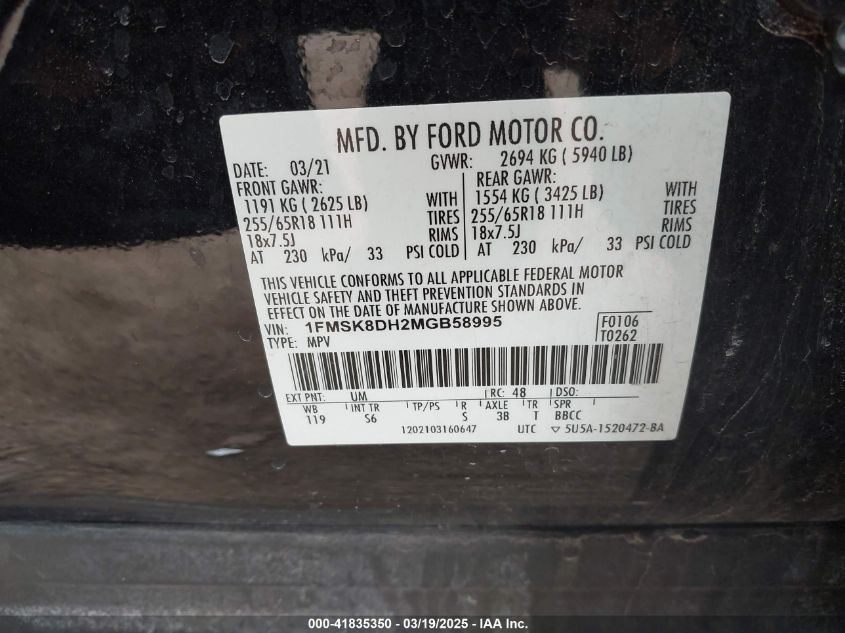 MFD. BY FORD MOTOR CO.
DATE: 03/21 GVWR: 2694 KG ( 5940 LB)
FRONT GAWR: REAR GAWR:
1191 KG ( 2625 LB) WITH 1554 KG ( 3425 LB) WITH
255/65R18 111H TIRES 255/65R18 111H TIRES
18x7.5J RIMS 18x7.5J RIMS
AT 230 kPa/ 33 PSI COLD AT 230 kPa/ 33 PSI COLD
THIS VEHICLE CONFORMS TO ALL APPLICABLE FEDERAL MOTOR
VEHICLE SAFETY AND THEFT PREVENTION STANDARDS IN
EFFECT ON THE DATE OF MANUFACTURE SHOWN ABOVE.
VIN: 1FMSK8DH2MGB58995 F0106
TYPE: MPV T0262
EXT PNT: UM RC: 48 DSO:
WB INT TR TP/PS R AXLE TR SPR
119 S6 S 3B T BBCC
1202103160647 UTC ▽ 5U5A-1520472-BA
000-41835350 — 03/19/2025 — IAA Inc.